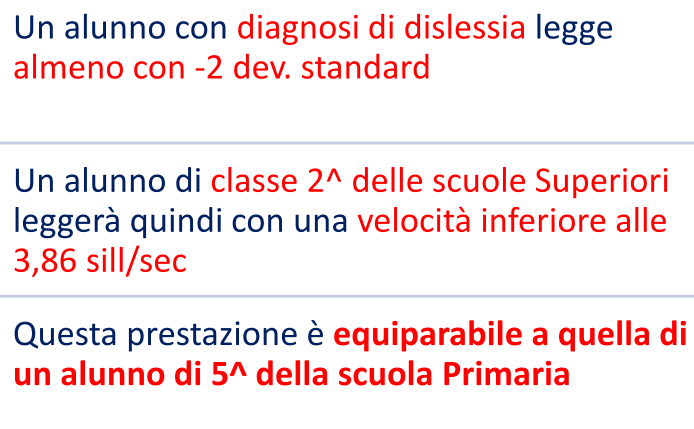 Un alunno con diagnosi di dislessia legge
almeno con -2 dev. standard
Un alunno di classe 2^ delle scuole Superiori
leggerà quindi con una velocità inferiore alle
3,86 sill/sec
Questa prestazione è equiparabile a quella di
un alunno di 5^ della scuola Primaria